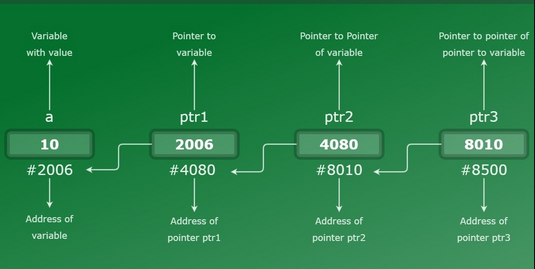 Variable
with value
Pointer to
variable
Pointer to Pointer
of variable
Pointer to pointer of
pointer to variable
a
ptr1
ptr2
ptr3
10
2006
4080
8010
#2006
#4080
#8010
#8500
Address of
variable
Address of
pointer ptr1
Address of
pointer ptr2
Address of
pointer ptr3